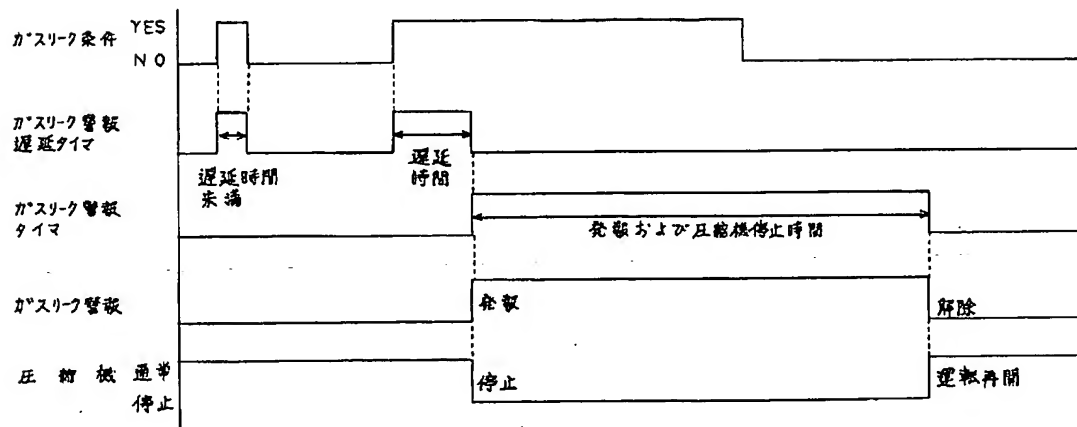 ガスリーク条件 YES
NO
ガスリーク警報
遅延タイマ
遅延時間
未満
遅延
時間
ガスリーク警報
タイマ
発報および圧縮機停止時間
ガスリーク警報
発報
解除
圧縮機 通常
停止
停止
運転再開